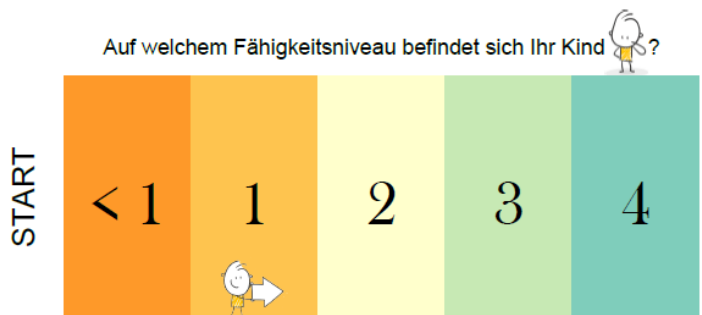 Auf welchem Fähigkeitsniveau befindet sich Ihr Kind ?
START
< 1 1 2 3 4